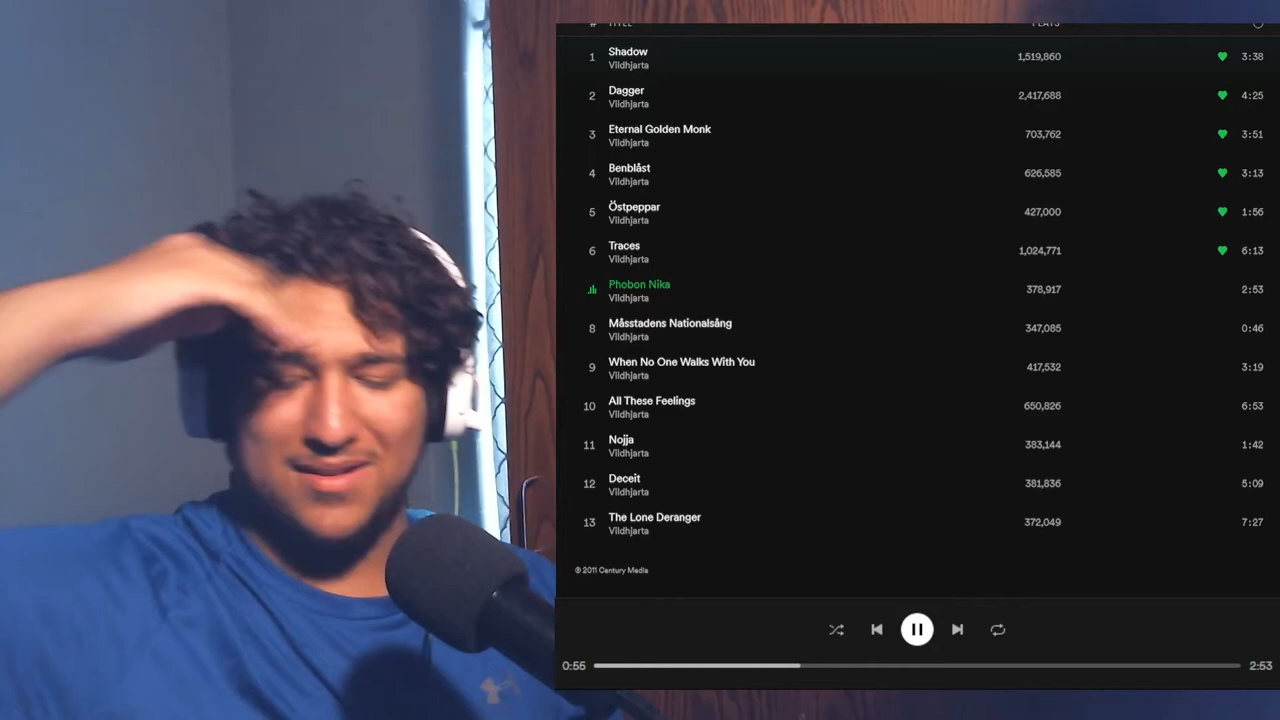 # TITLE PLAYS
1 Shadow 1,519,860 3:38
Vildhjarta
2 Dagger 2,417,688 4:25
Vildhjarta
3 Eternal Golden Monk 703,762 3:51
Vildhjarta
4 Benblåst 626,585 3:13
Vildhjarta
5 Östpeppar 427,000 1:56
Vildhjarta
6 Traces 1,024,771 6:13
Vildhjarta
Phobon Nika 378,917 2:53
Vildhjarta
8 Måsstadens Nationalsång 347,085 0:46
Vildhjarta
9 When No One Walks With You 417,532 3:19
Vildhjarta
10 All These Feelings 650,826 6:53
Vildhjarta
11 Nojja 383,144 1:42
Vildhjarta
12 Deceit 381,836 5:09
Vildhjarta
13 The Lone Deranger 372,049 7:27
Vildhjarta
℗ 2011 Century Media
0:55 2:53